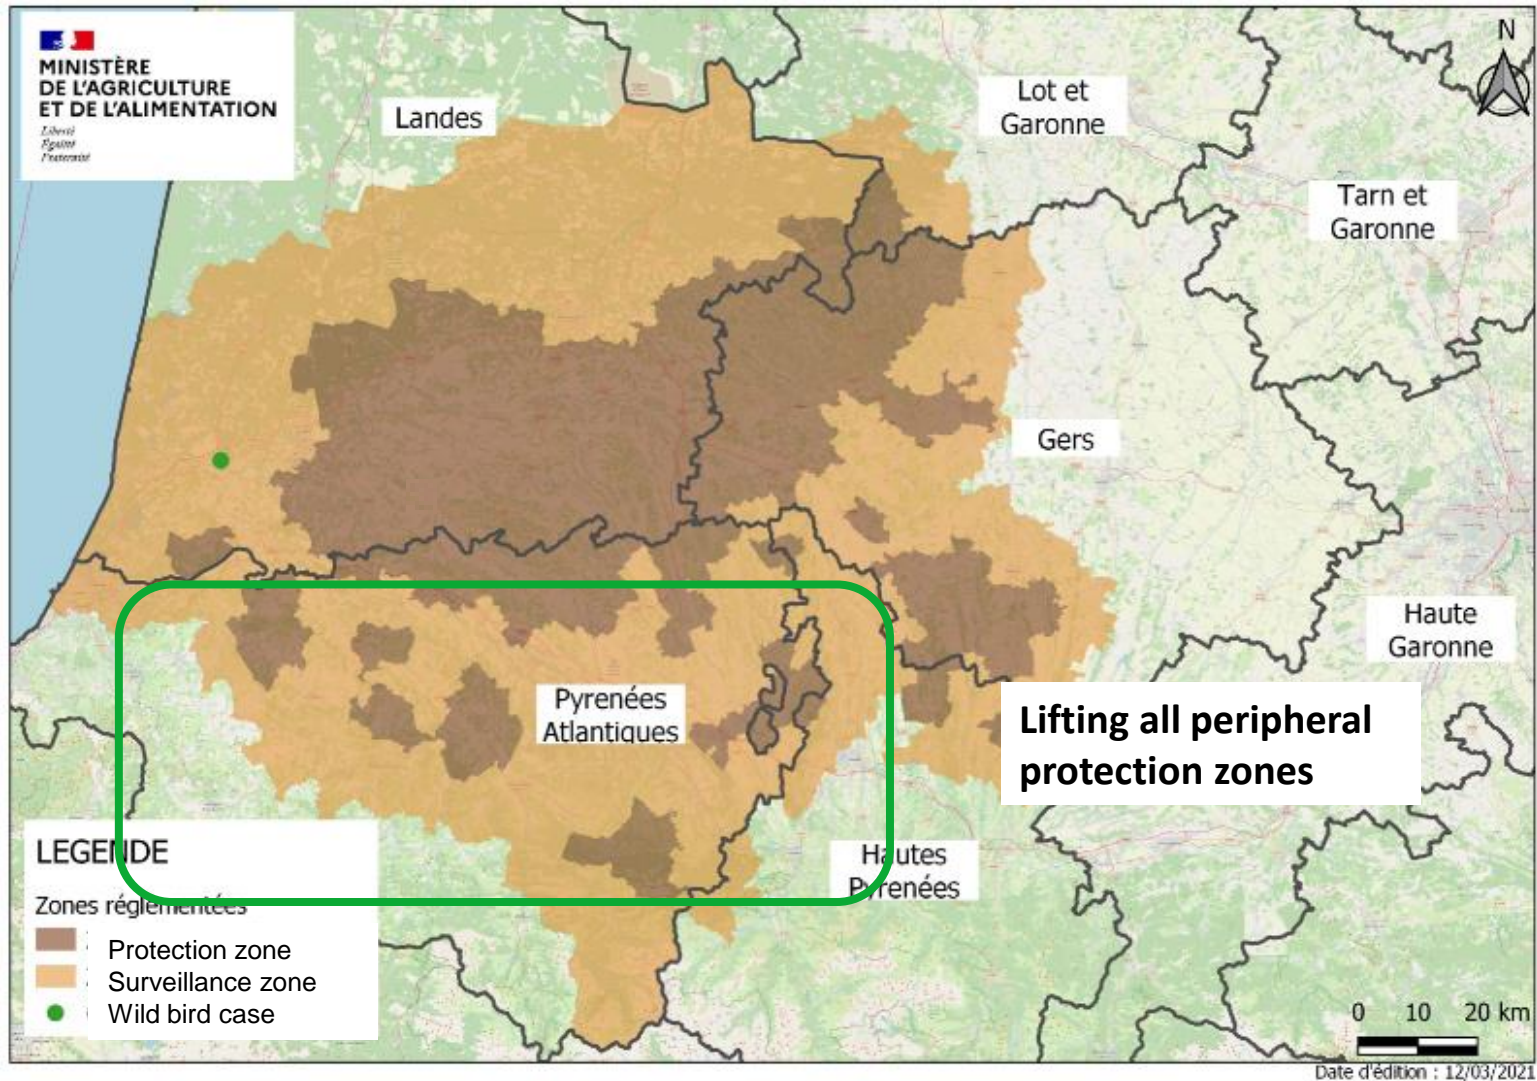 MINISTÈRE
DE L'AGRICULTURE
ET DE L'ALIMENTATION
Liberté
Égalité
Fraternité
N
Landes
Lot et
Garonne
Tarn et
Garonne
Gers
Haute
Garonne
Pyrenées
Atlantiques
Lifting all peripheral
protection zones
Hautes
Pyrenées
LEGENDE
Zones réglementées
Protection zone
Surveillance zone
Wild bird case
0 10 20 km
Date d'édition : 12/03/2021